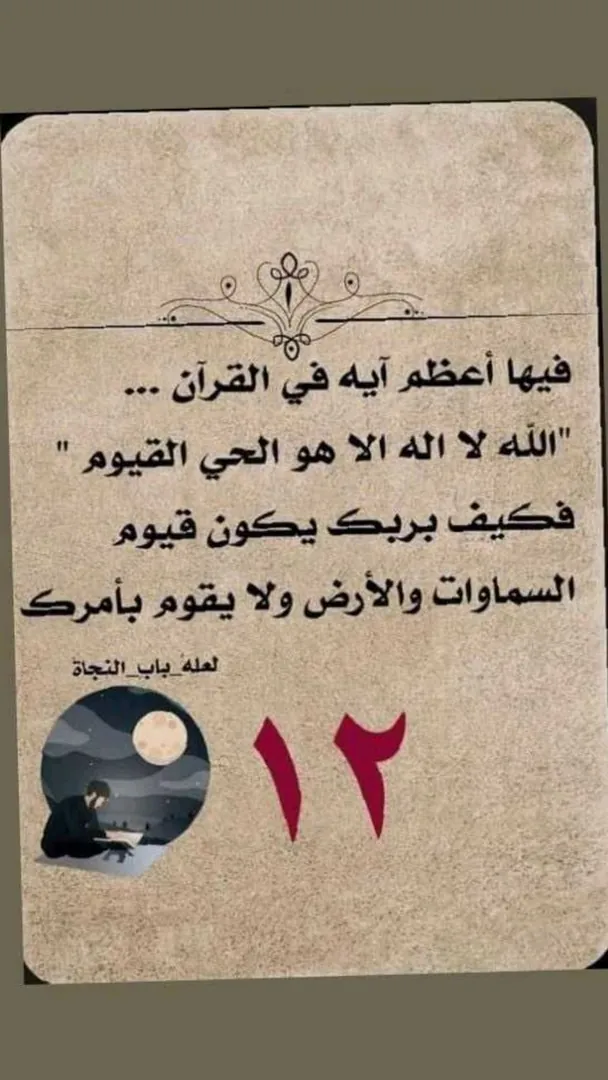 فيها أعظم آيه في القرآن ...
"الله لا اله الا هو الحي القيوم "
فكيف بربك يكون قيوم
السماوات والأرض ولا يقوم بأمرك
لعله_باب_النجاة
١٢